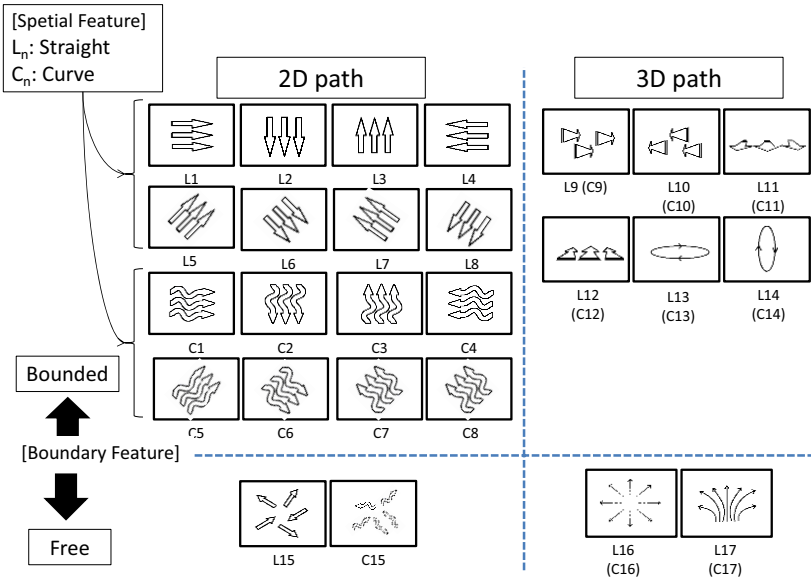 [Spetial Feature]
Ln: Straight
Cn: Curve
2D path
3D path
L1 L2 L3 L4
L5 L6 L7 L8
C1 C2 C3 C4
C5 C6 C7 C8
L9 (C9) L10 L11
(C10) (C11)
L12 L13 L14
(C12) (C13) (C14)
Bounded
[Boundary Feature]
Free
L15 C15
L16 L17
(C16) (C17)